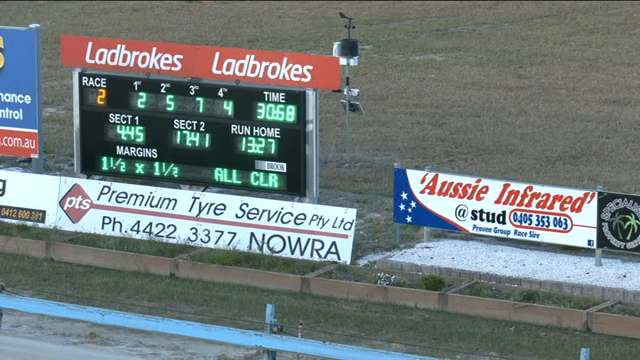 Ladbrokes Ladbrokes
RACE 1ST 2ND 3RD 4TH TIME
2 2 5 7 4 30:68
SECT 1 SECT 2 RUN HOME
4:45 17:41 13:27
MARGINS BROOK
1½ x 1½ ALL CLR
mance
Control
.com.au
0412 600 381
pts Premium Tyre Service Pty Ltd
Ph. 4422 3377 NOWRA
'Aussie Infrared'
@ stud 0405 353 063
Proven Group Race Sire